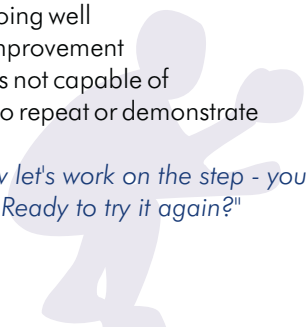 oing well
mprovement
s not capable of
o repeat or demonstrate
w let's work on the step - you
Ready to try it again?"